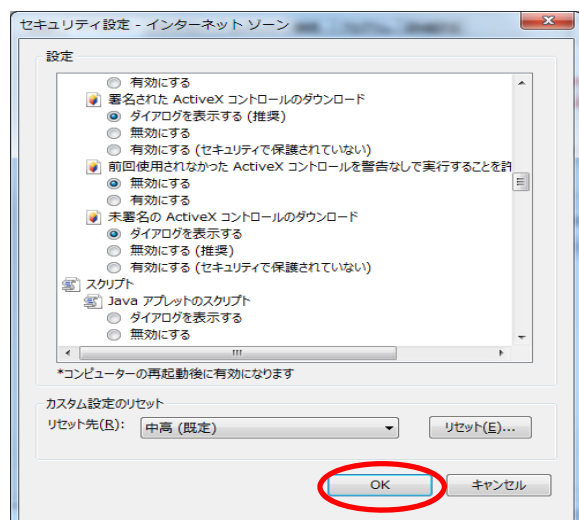 セキュリティ設定 - インターネット ゾーン
設定
有効にする
署名された ActiveX コントロールのダウンロード
ダイアログを表示する (推奨)
無効にする
有効にする (セキュリティで保護されていない)
前回使用されなかった ActiveX コントロールを警告なしで実行することを許
無効にする
有効にする
未署名の ActiveX コントロールのダウンロード
ダイアログを表示する
無効にする (推奨)
有効にする (セキュリティで保護されていない)
スクリプト
Java アプレットのスクリプト
ダイアログを表示する
無効にする
*コンピューターの再起動後に有効になります
カスタム設定のリセット
リセット先(R): 中高 (既定) リセット(E)...
OK キャンセル